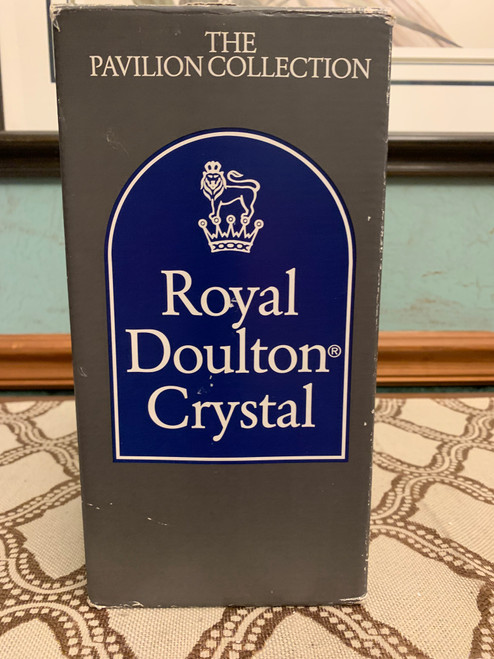 THE
PAVILION COLLECTION
Royal
Doulton®
Crystal